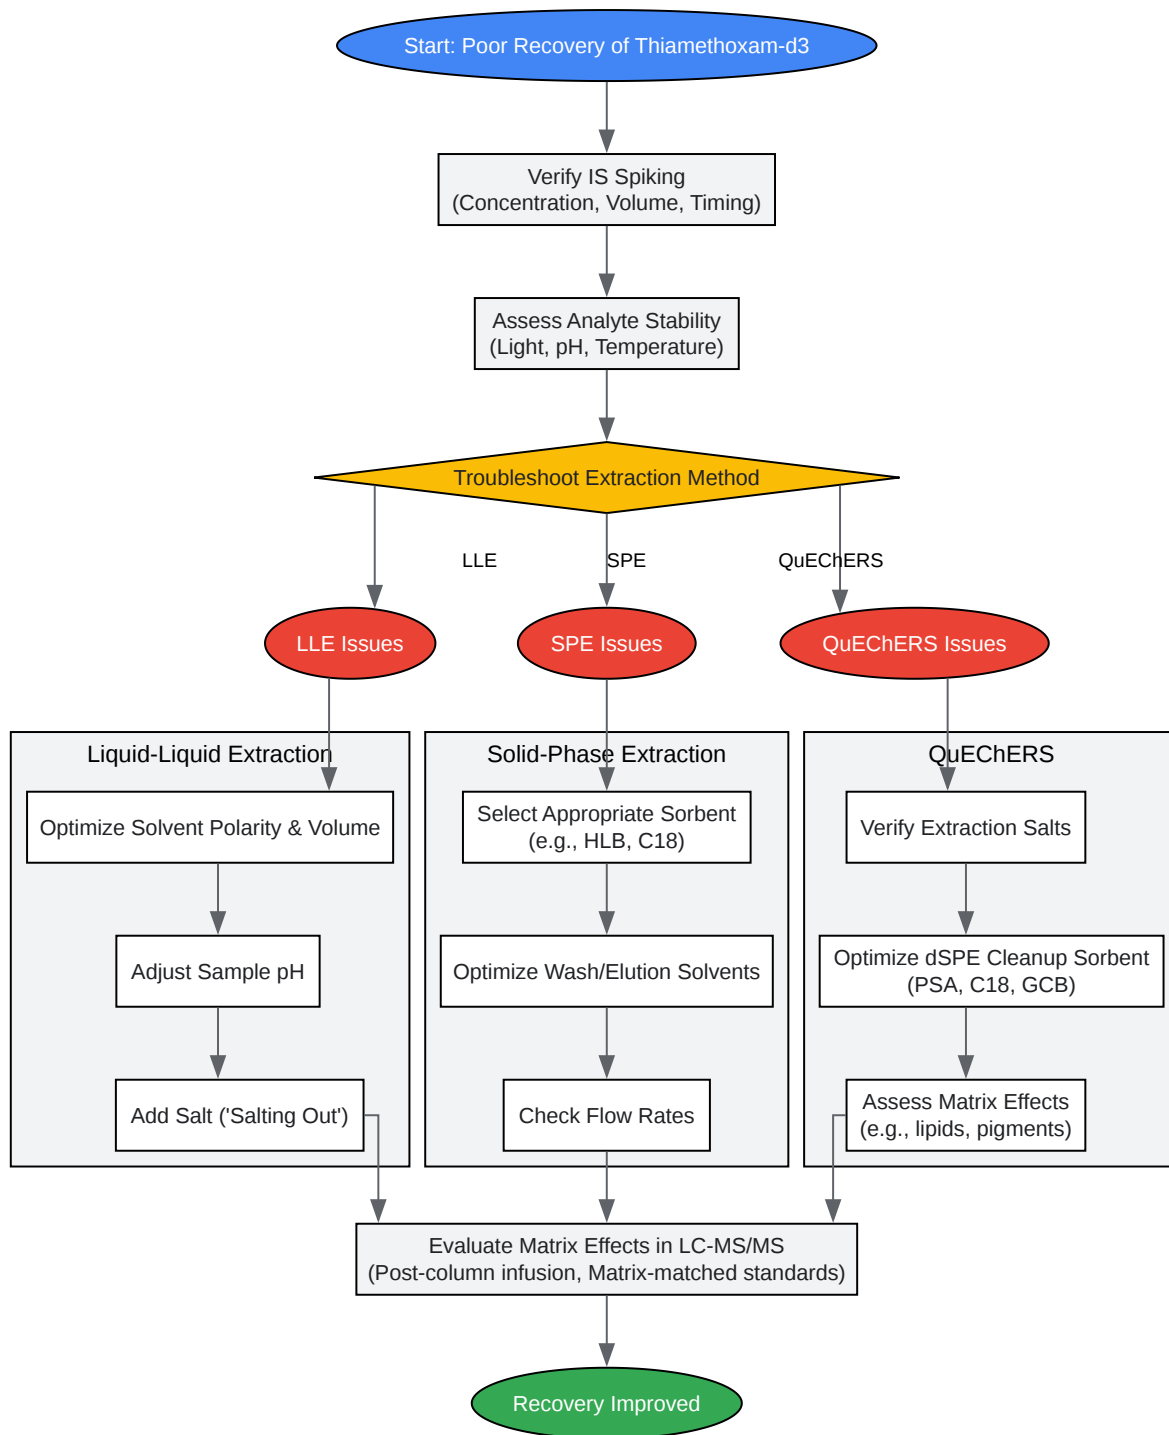 Start: Poor Recovery of Thiamethoxam-d3
Verify IS Spiking
(Concentration, Volume, Timing)
Assess Analyte Stability
(Light, pH, Temperature)
Troubleshoot Extraction Method
LLE
SPE
QuEChERS
LLE Issues
SPE Issues
QuEChERS Issues
Liquid-Liquid Extraction
Optimize Solvent Polarity & Volume
Adjust Sample pH
Add Salt ('Salting Out')
Solid-Phase Extraction
Select Appropriate Sorbent
(e.g., HLB, C18)
Optimize Wash/Elution Solvents
Check Flow Rates
QuEChERS
Verify Extraction Salts
Optimize dSPE Cleanup Sorbent
(PSA, C18, GCB)
Assess Matrix Effects
(e.g., lipids, pigments)
Evaluate Matrix Effects in LC-MS/MS
(Post-column infusion, Matrix-matched standards)
Recovery Improved